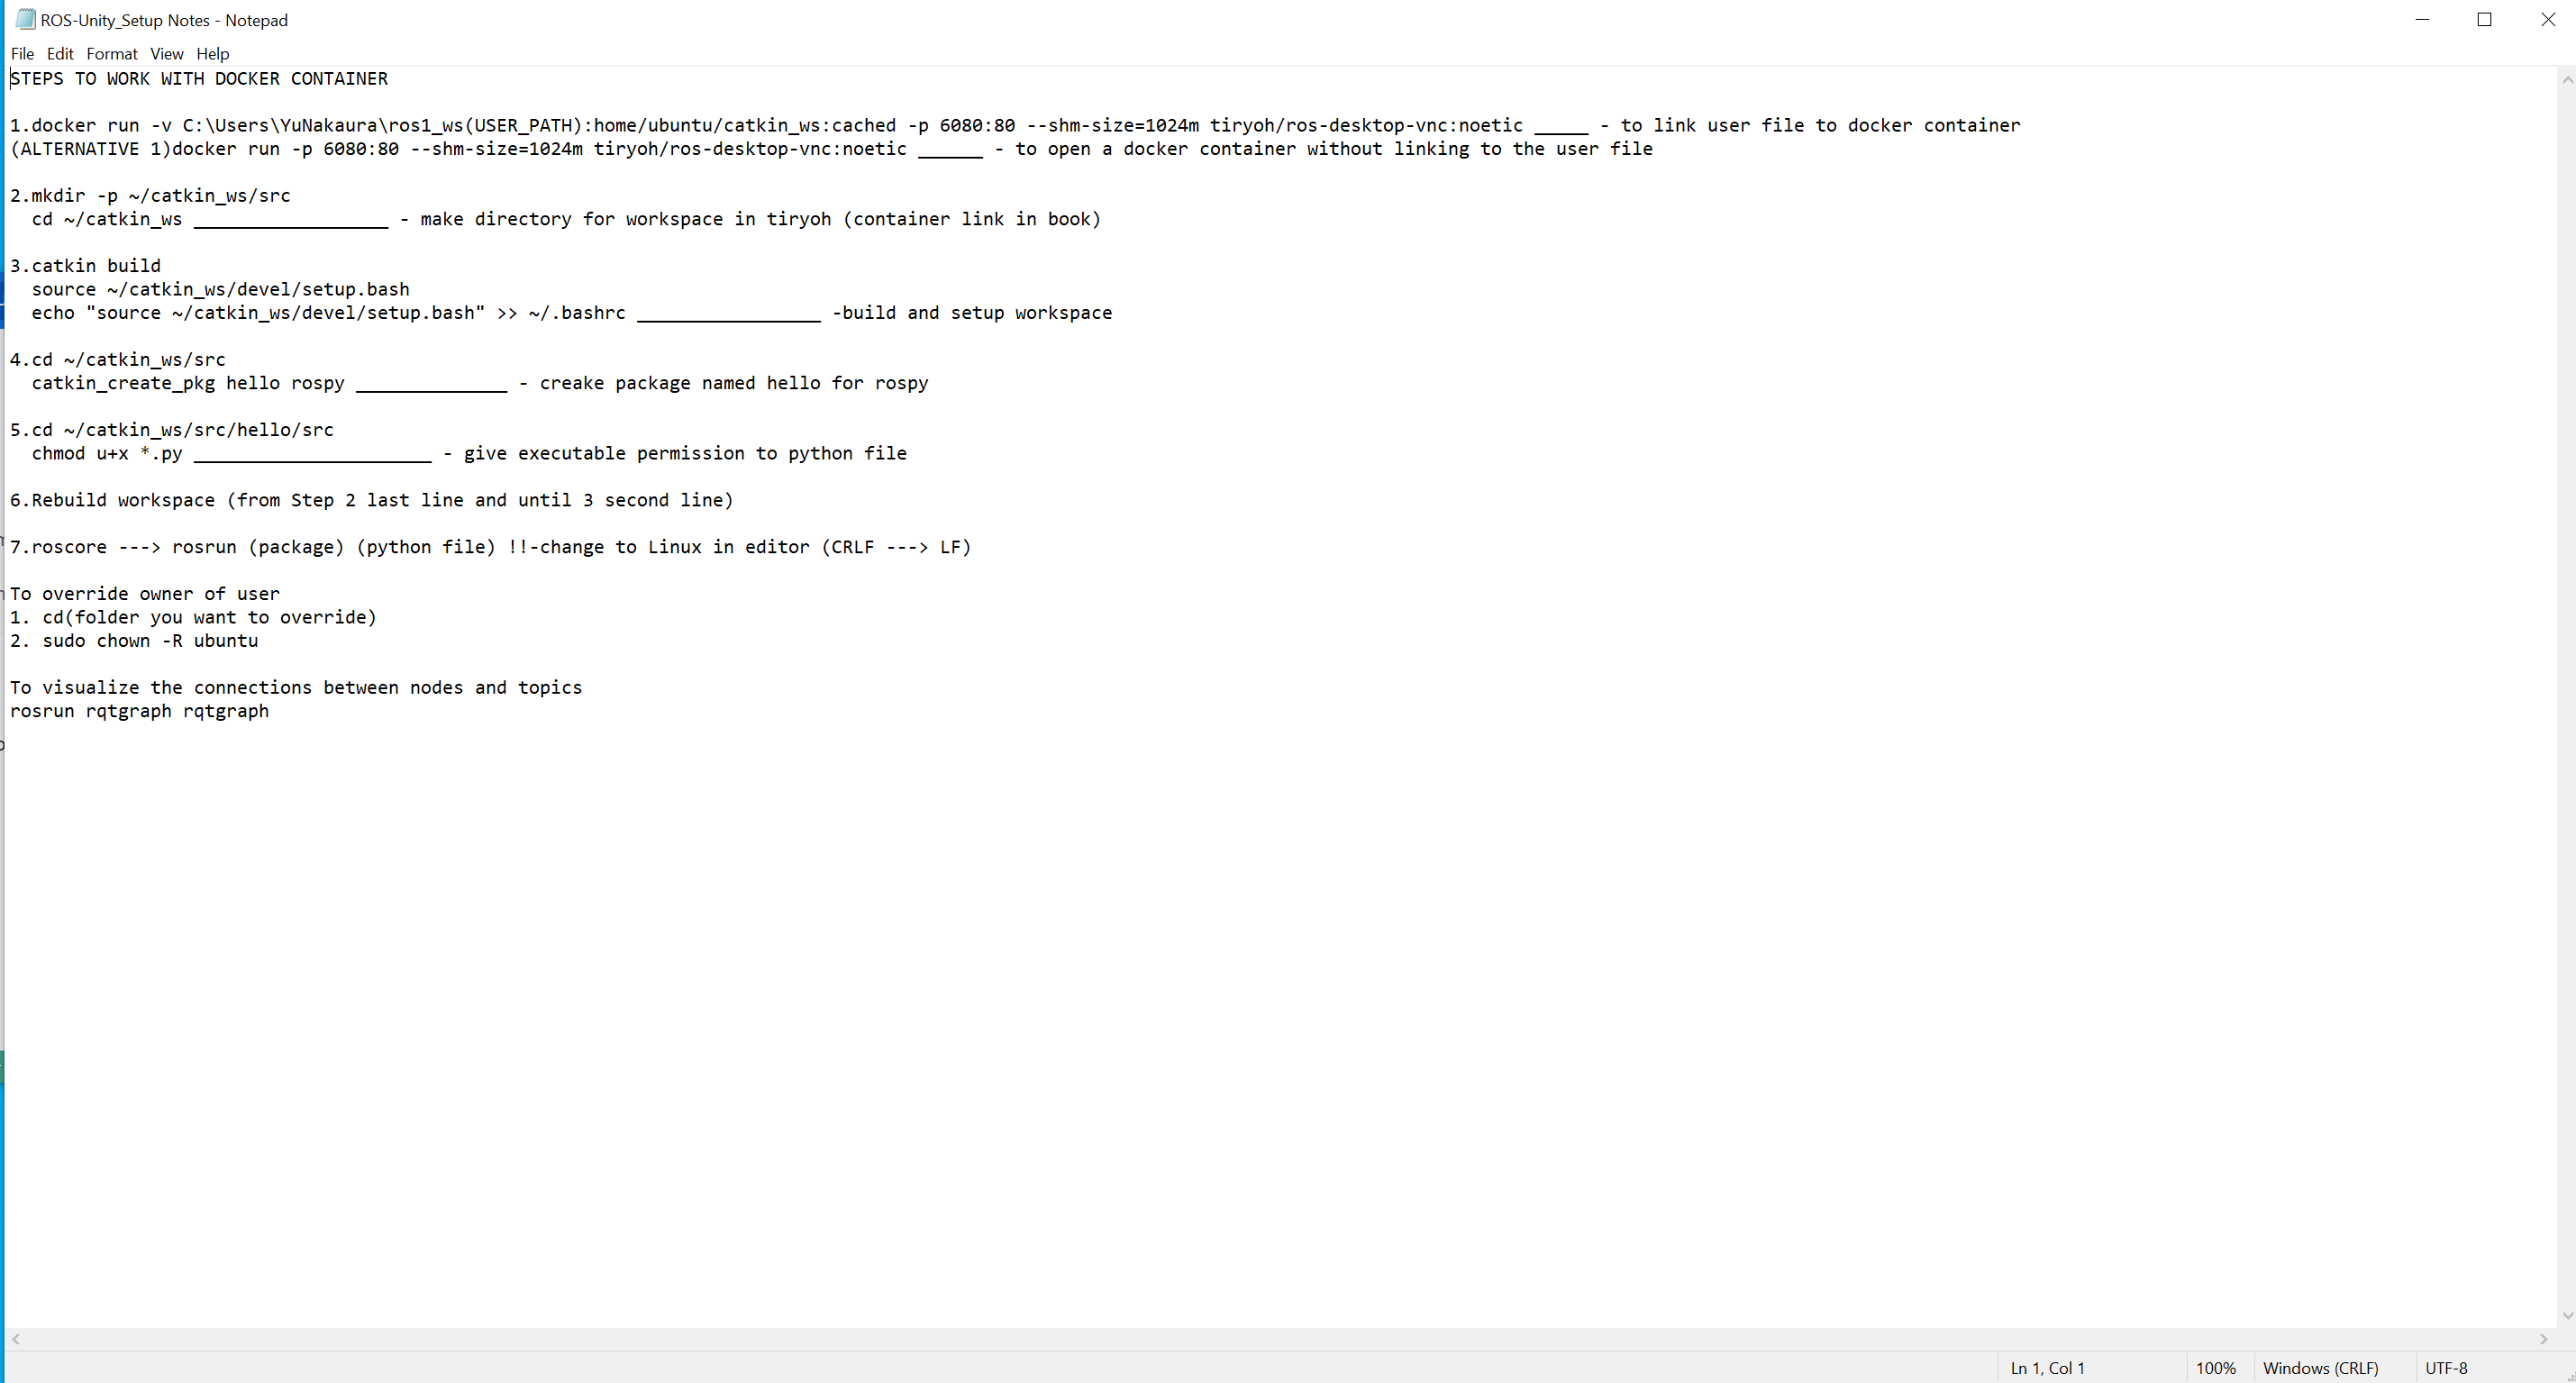 ROS-Unity_Setup Notes - Notepad
File Edit Format View Help
STEPS TO WORK WITH DOCKER CONTAINER
1.docker run -v C:\Users\YuNakaura\ros1_ws(USER_PATH):home/ubuntu/catkin_ws:cached -p 6080:80 --shm-size=1024m tiryoh/ros-desktop-vnc:noetic _____ - to link user file to docker container
(ALTERNATIVE 1)docker run -p 6080:80 --shm-size=1024m tiryoh/ros-desktop-vnc:noetic ______ - to open a docker container without linking to the user file
2.mkdir -p ~/catkin_ws/src
cd ~/catkin_ws __________________ - make directory for workspace in tiryoh (container link in book)
3.catkin build
source ~/catkin_ws/devel/setup.bash
echo "source ~/catkin_ws/devel/setup.bash" >> ~/.bashrc _________________ -build and setup workspace
4.cd ~/catkin_ws/src
catkin_create_pkg hello rospy ______________ - creake package named hello for rospy
5.cd ~/catkin_ws/src/hello/src
chmod u+x *.py ______________________ - give executable permission to python file
6.Rebuild workspace (from Step 2 last line and until 3 second line)
7.roscore ---> rosrun (package) (python file) !!-change to Linux in editor (CRLF ---> LF)
To override owner of user
1. cd(folder you want to override)
2. sudo chown -R ubuntu
To visualize the connections between nodes and topics
rosrun rqtgraph rqtgraph
Ln 1, Col 1 100% Windows (CRLF) UTF-8